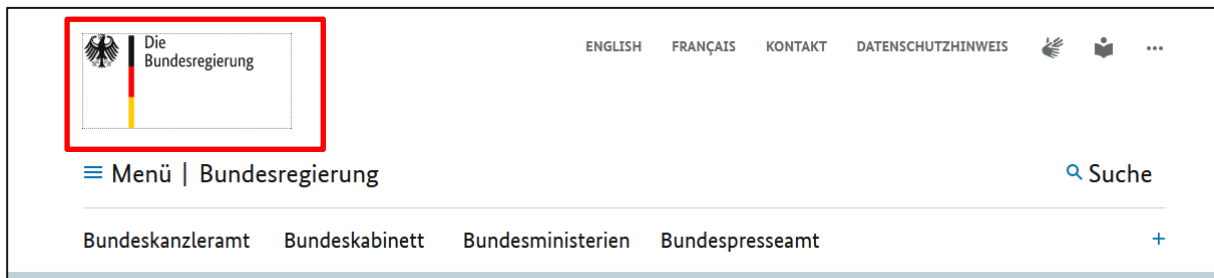 Die
Bundesregierung
ENGLISH FRANÇAIS KONTAKT DATENSCHUTZHINWEIS
Menü | Bundesregierung
Suche
Bundeskanzleramt Bundeskabinett Bundesministerien Bundespresseamt